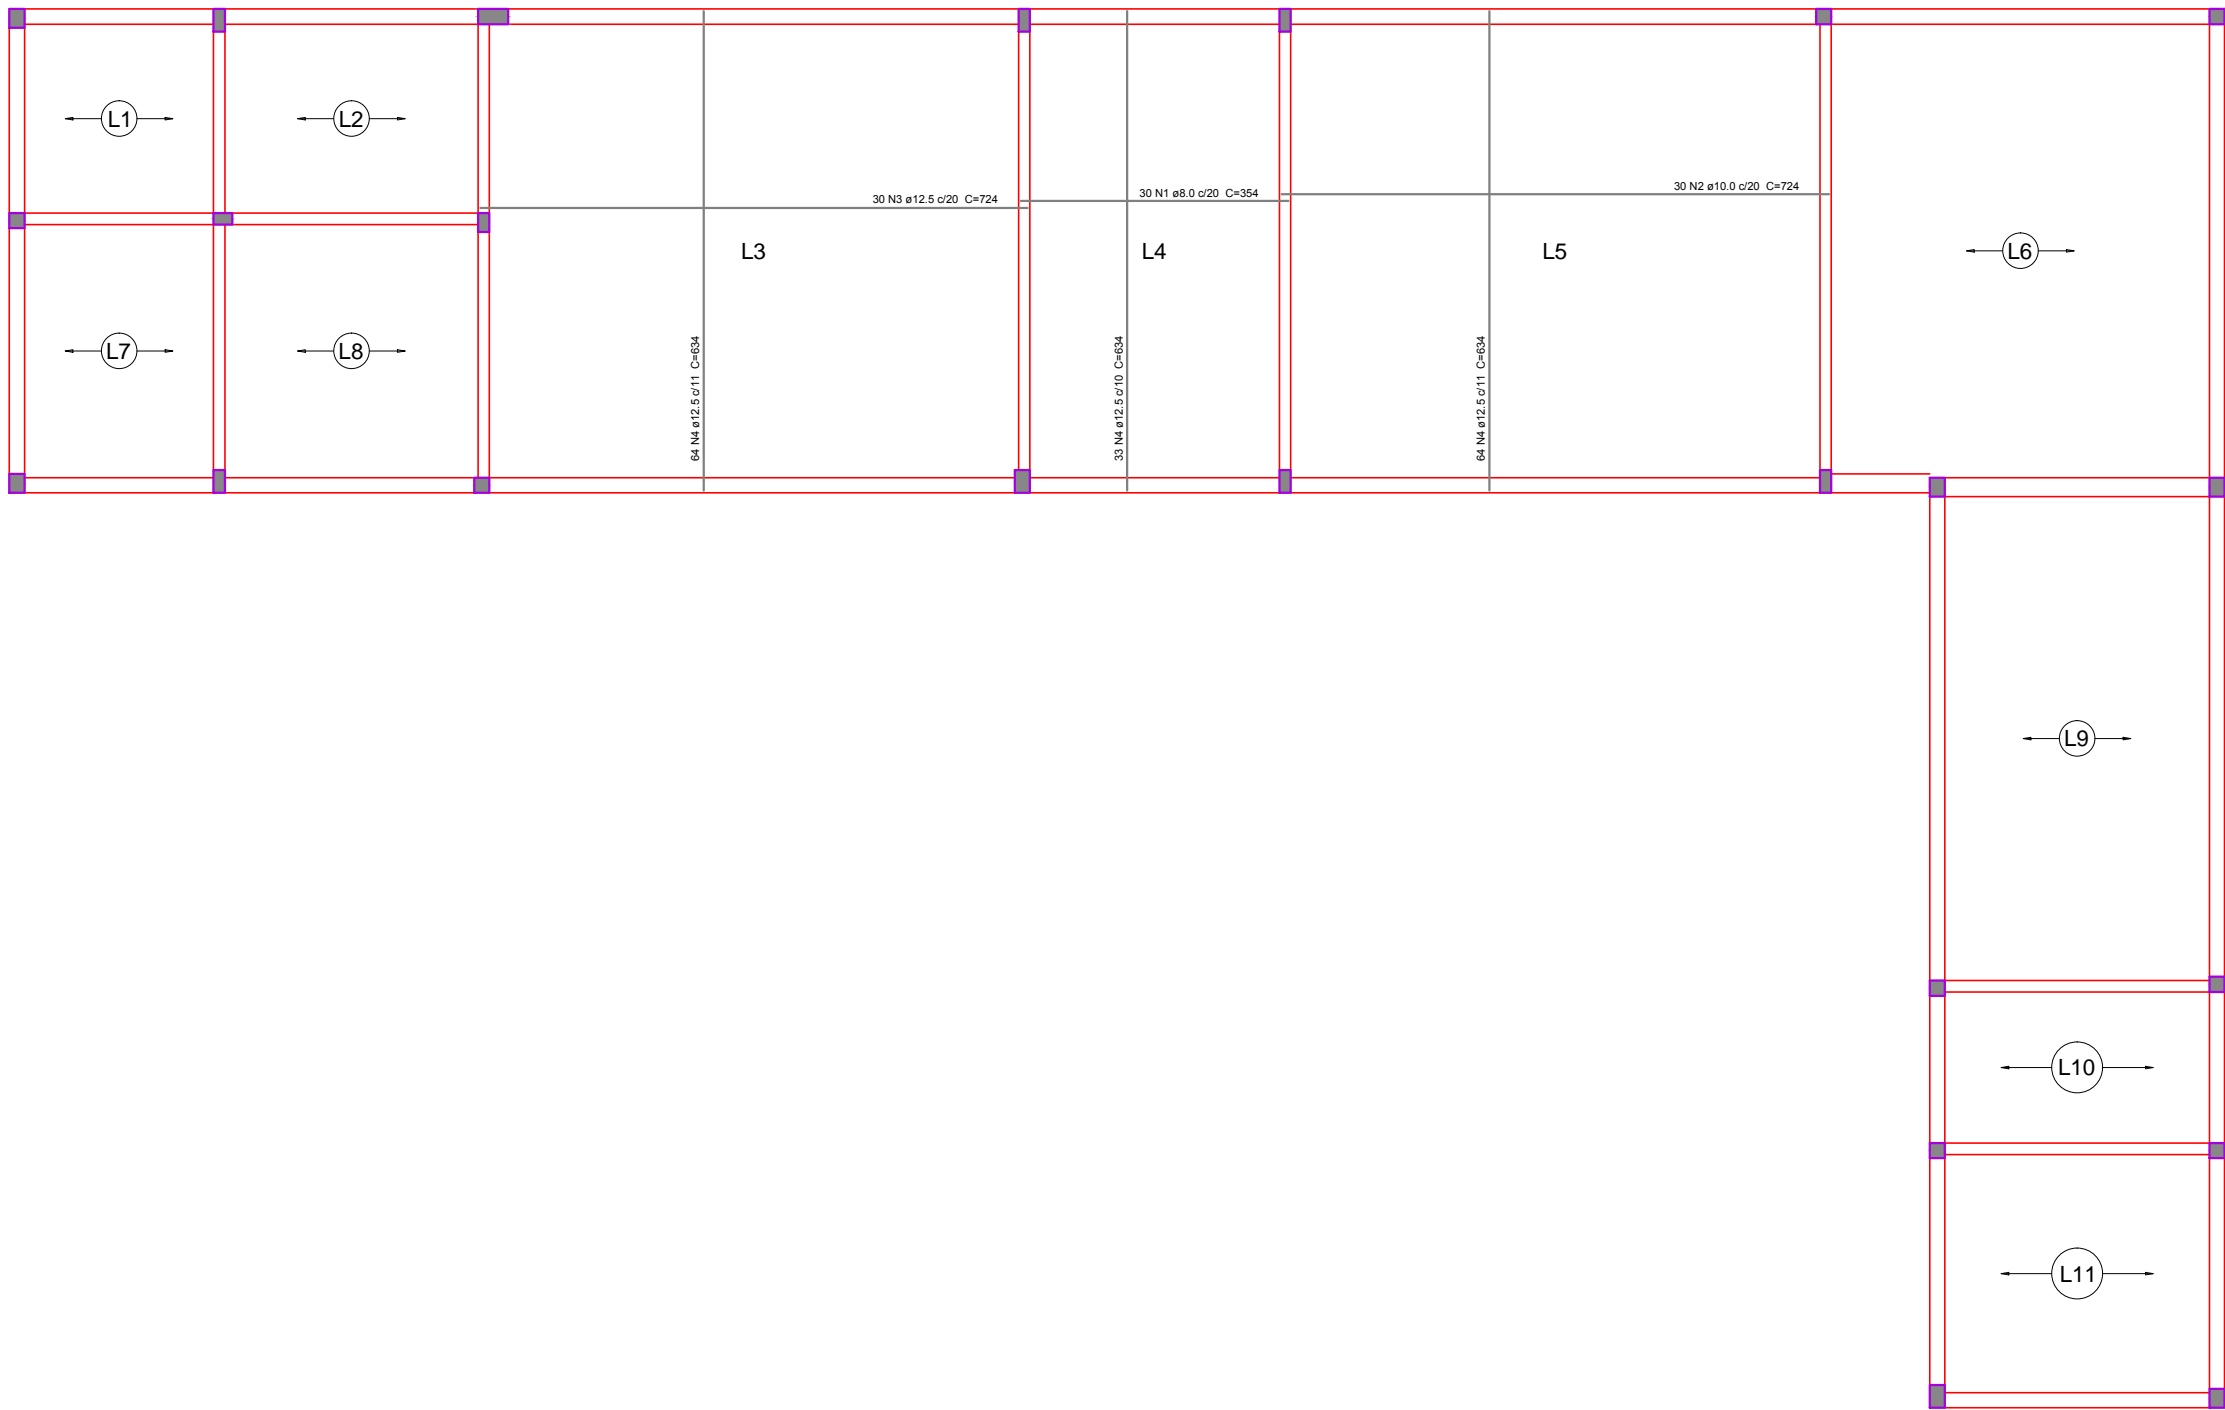 L1
L2
30 N3 ø12.5 c/20 C=724
30 N1 ø8.0 c/20 C=354
30 N2 ø10.0 c/20 C=724
L3
L4
L5
L6
L7
L8
64 N4 ø12.5 c/11 C=634
33 N4 ø12.5 c/10 C=634
64 N4 ø12.5 c/11 C=634
L9
L10
L11